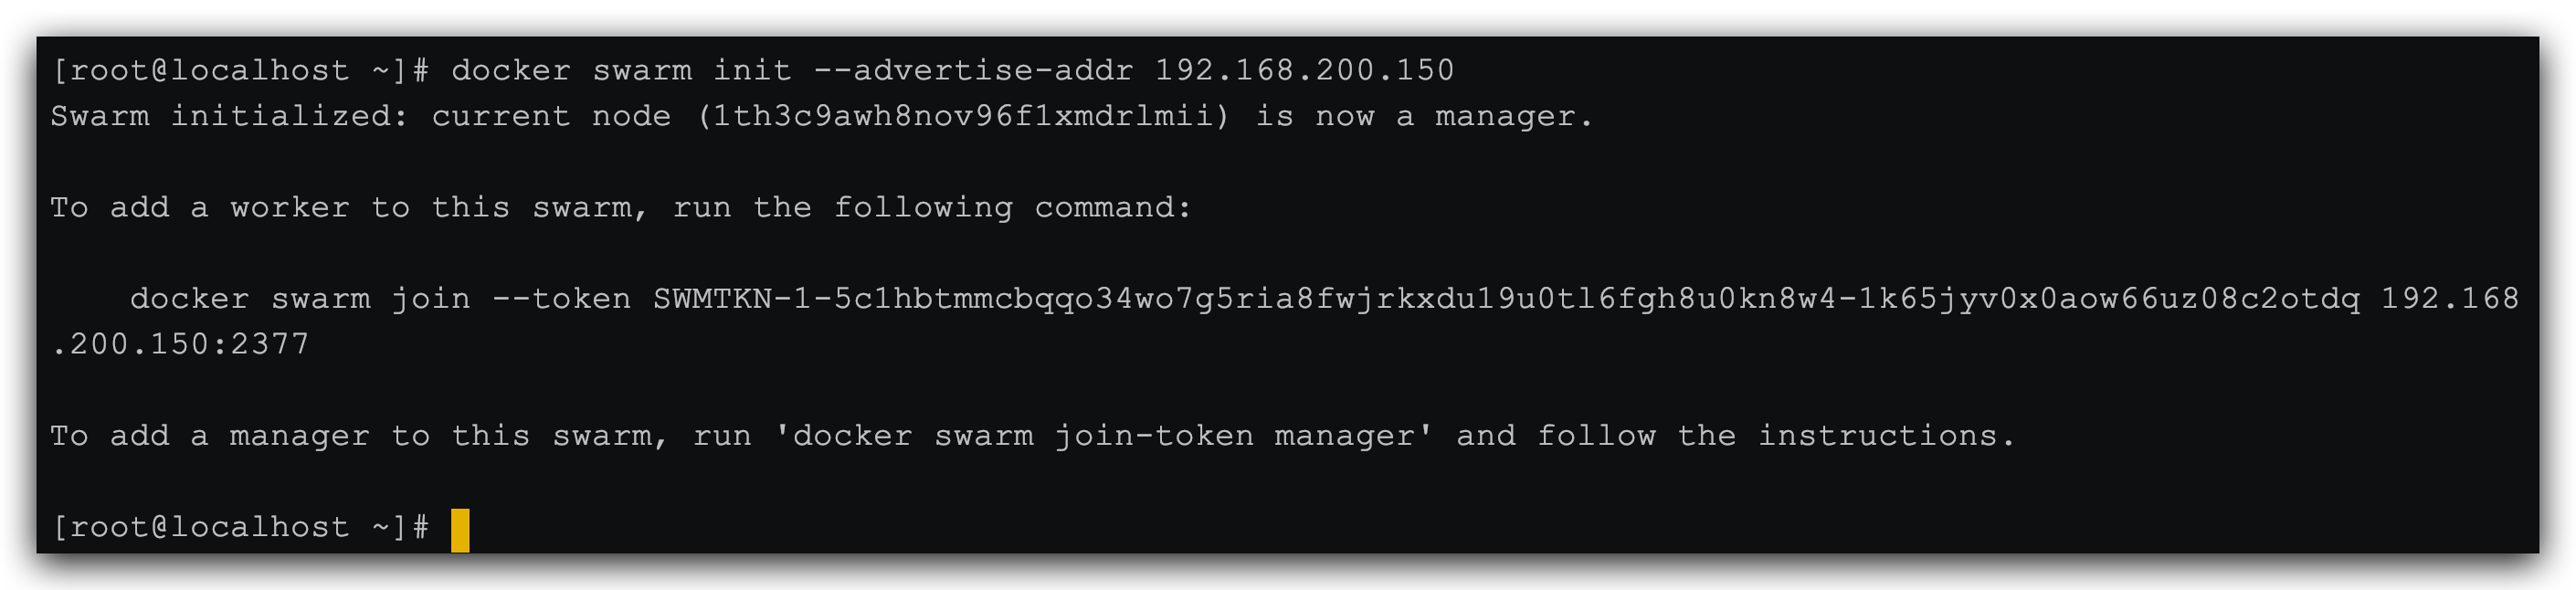 [root@localhost ~]# docker swarm init --advertise-addr 192.168.200.150
Swarm initialized: current node (1th3c9awh8nov96f1xmdrlmii) is now a manager.
To add a worker to this swarm, run the following command:
    docker swarm join --token SWMTKN-1-5c1hbtmmcbqqo34wo7g5ria8fwjrkxdu19u0tl6fgh8u0kn8w4-1k65jyv0x0aow66uz08c2otdq 192.168
.200.150:2377
To add a manager to this swarm, run 'docker swarm join-token manager' and follow the instructions.
[root@localhost ~]#